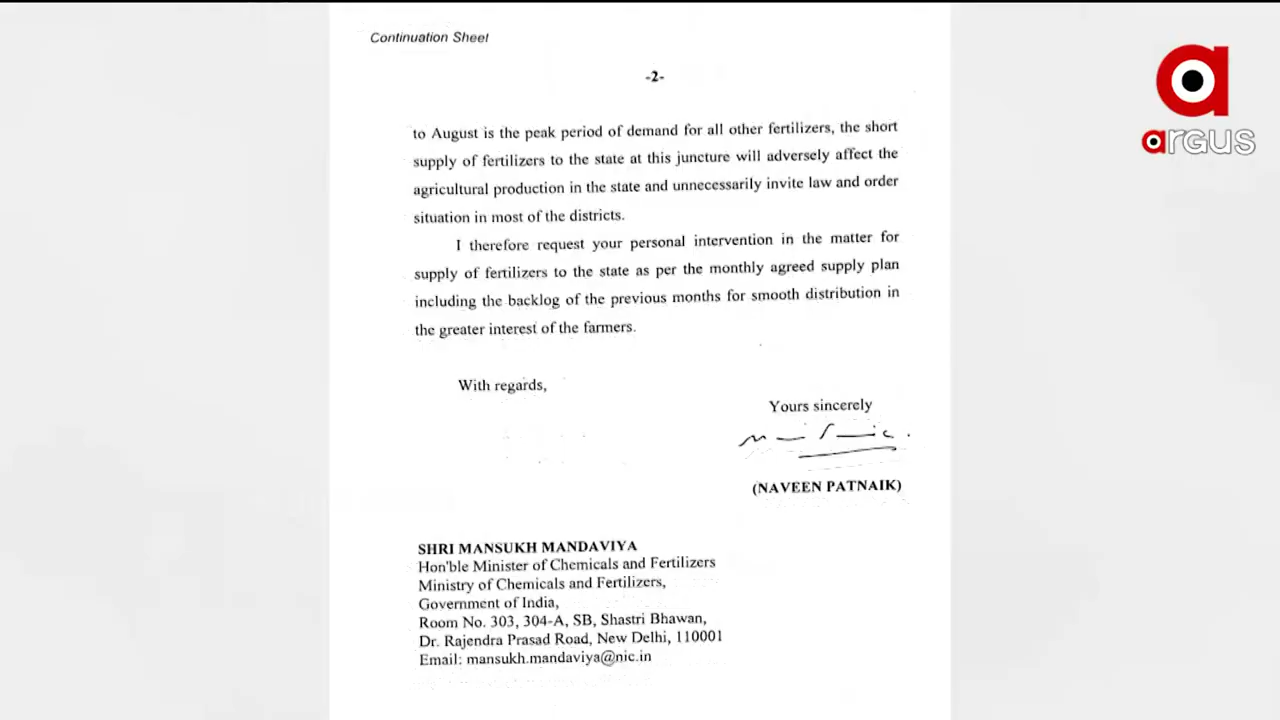 Continuation Sheet
-2-
to August is the peak period of demand for all other fertilizers, the short
supply of fertilizers to the state at this juncture will adversely affect the
agricultural production in the state and unnecessarily invite law and order
situation in most of the districts.
I therefore request your personal intervention in the matter for
supply of fertilizers to the state as per the monthly agreed supply plan
including the backlog of the previous months for smooth distribution in
the greater interest of the farmers.
With regards,
Yours sincerely
(NAVEEN PATNAIK)
SHRI MANSUKH MANDAVIYA
Hon'ble Minister of Chemicals and Fertilizers
Ministry of Chemicals and Fertilizers,
Government of India,
Room No. 303, 304-A, SB, Shastri Bhawan,
Dr. Rajendra Prasad Road, New Delhi, 110001
Email: mansukh.mandaviya@nic.in
a
argus